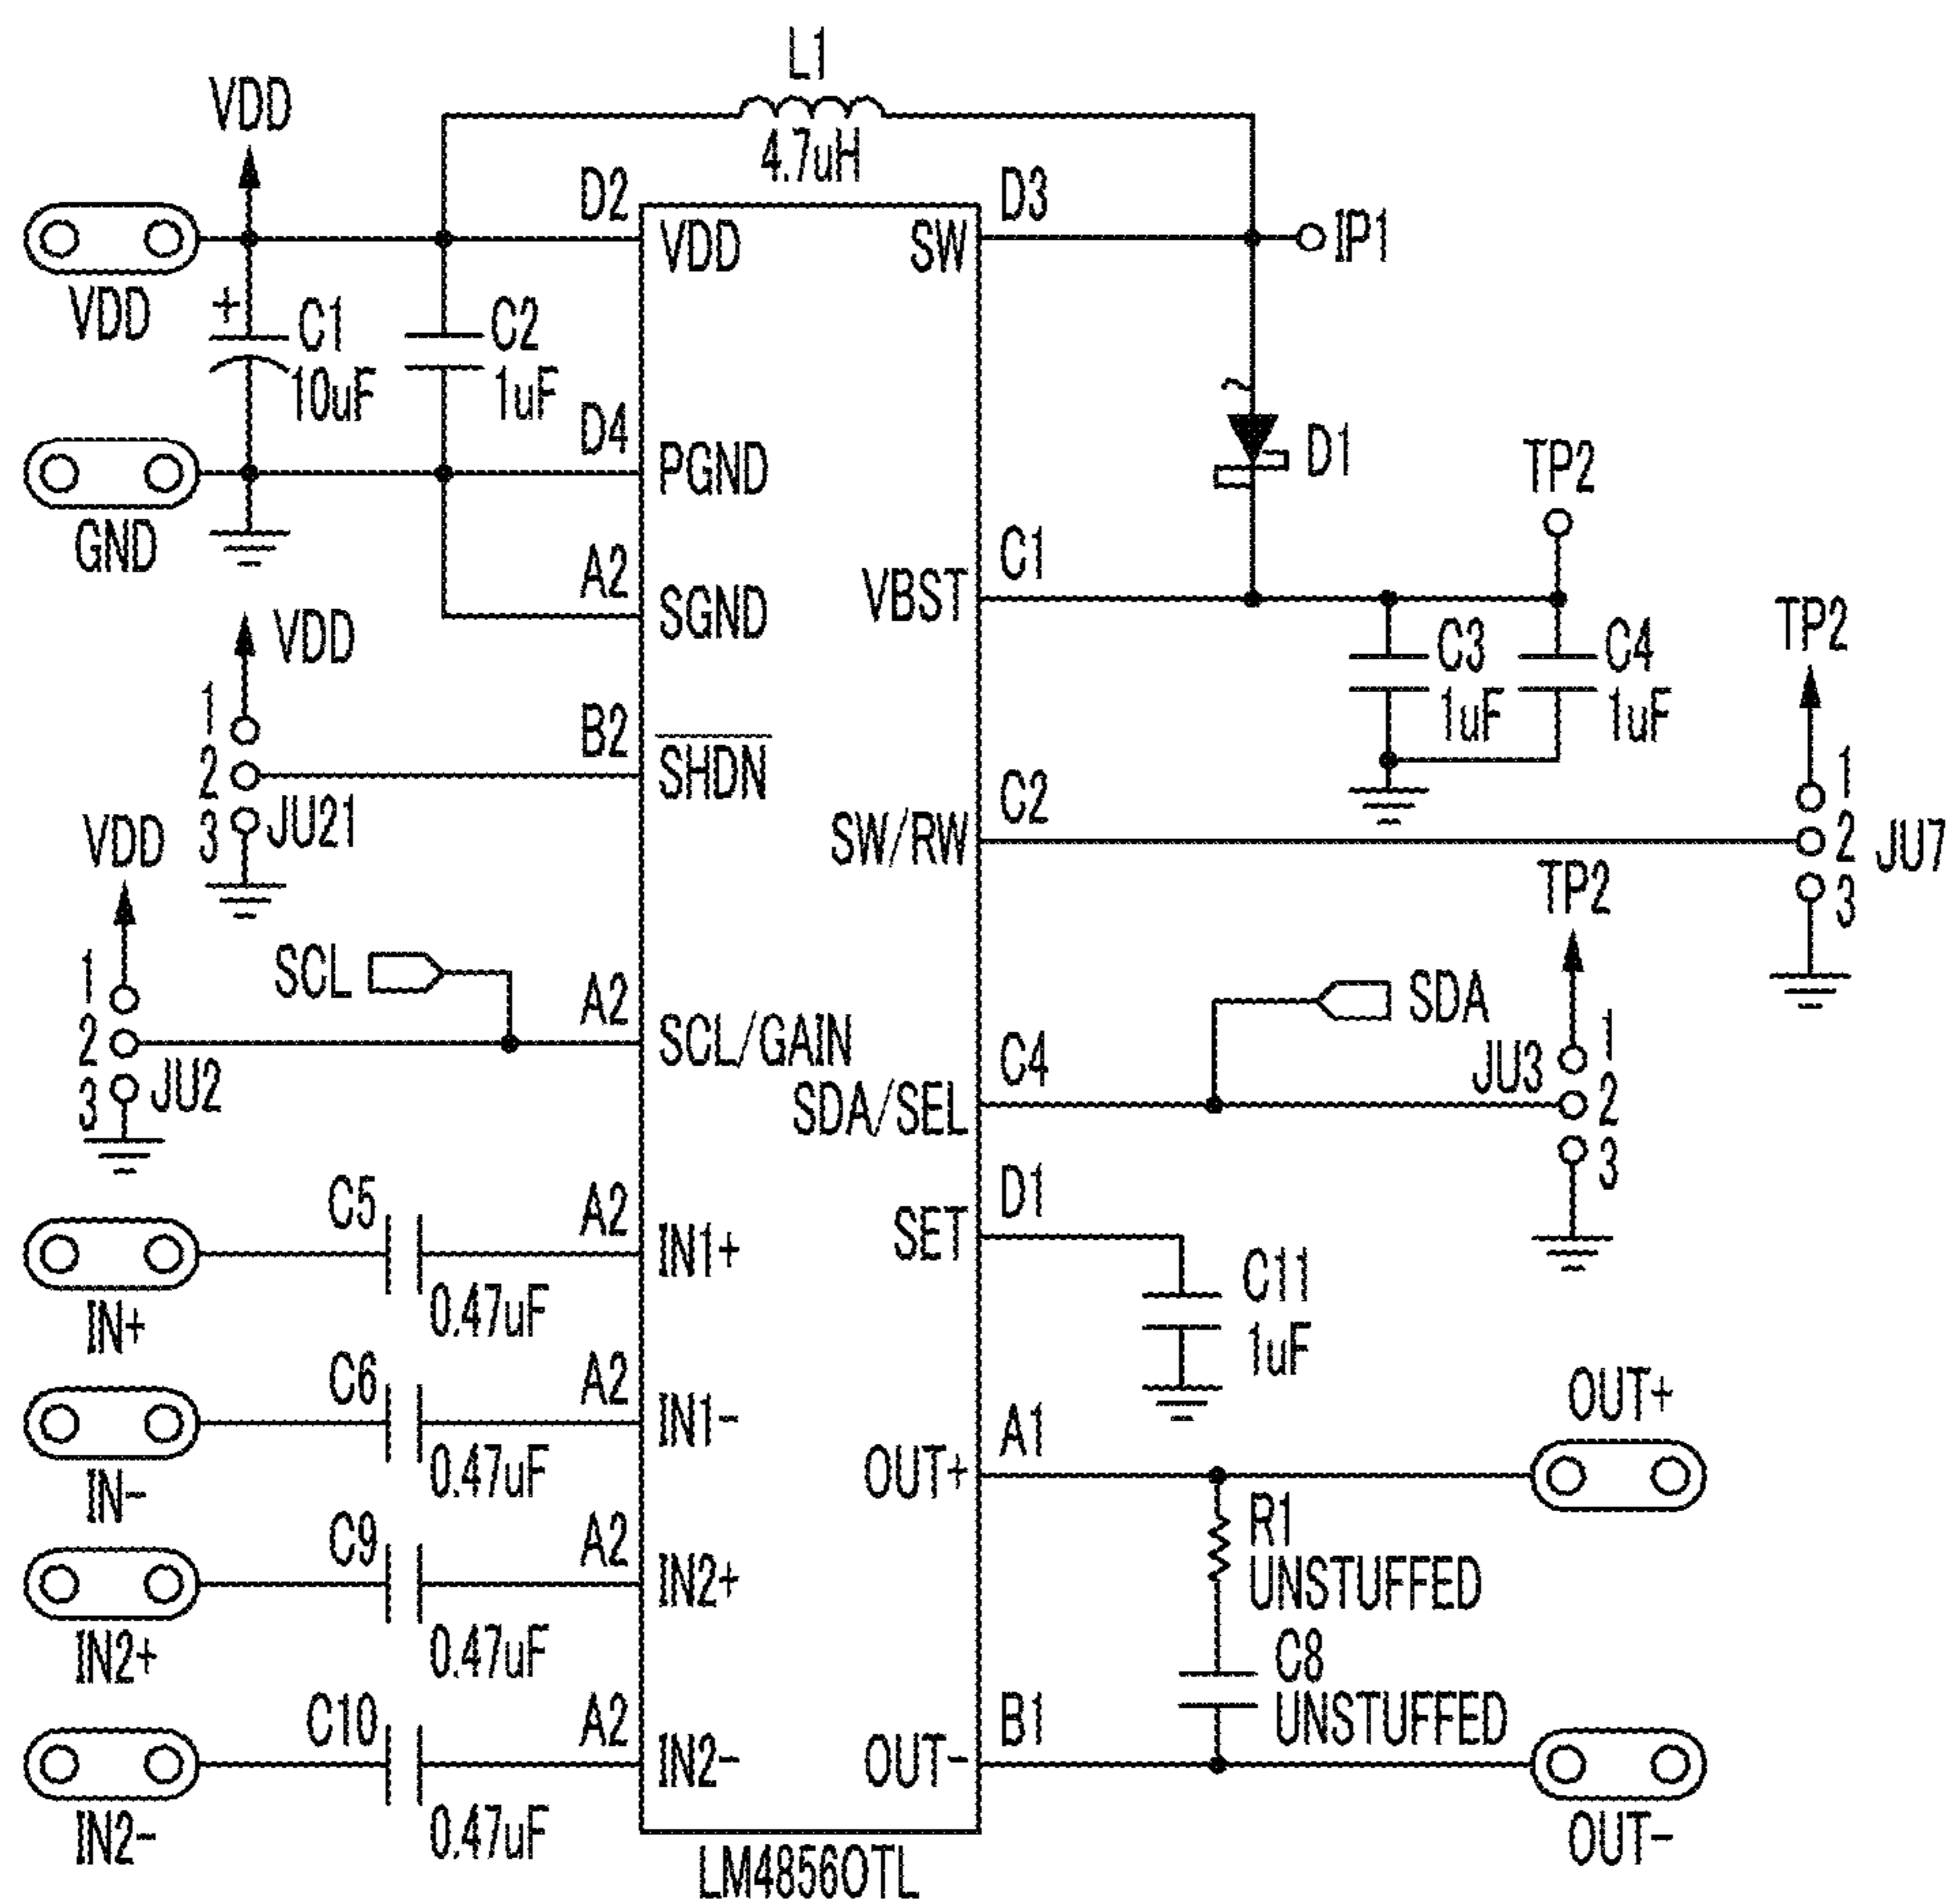 L1
4.7uH
VDD
VDD
+
C1
10uF
C2
1uF
GND
D2
VDD
D4
PGND
A2
SGND
VDD
1
2
3
JU21
B2
SHDN
VDD
1
2
3
JU2
SCL
A2
SCL/GAIN
IN+
C5
0.47uF
A2
IN1+
IN-
C6
0.47uF
A2
IN1-
IN2+
C9
0.47uF
A2
IN2+
IN2-
C10
0.47uF
A2
IN2-
SW
D3
IP1
D1
VBST
C1
TP2
C3
1uF
C4
1uF
SW/RW
C2
TP2
1
2
3
JU7
SDA/SEL
C4
SDA
TP2
JU3
1
2
3
SET
D1
C11
1uF
OUT+
A1
OUT+
R1
UNSTUFFED
C8
UNSTUFFED
OUT-
B1
OUT-
LM4856OTL